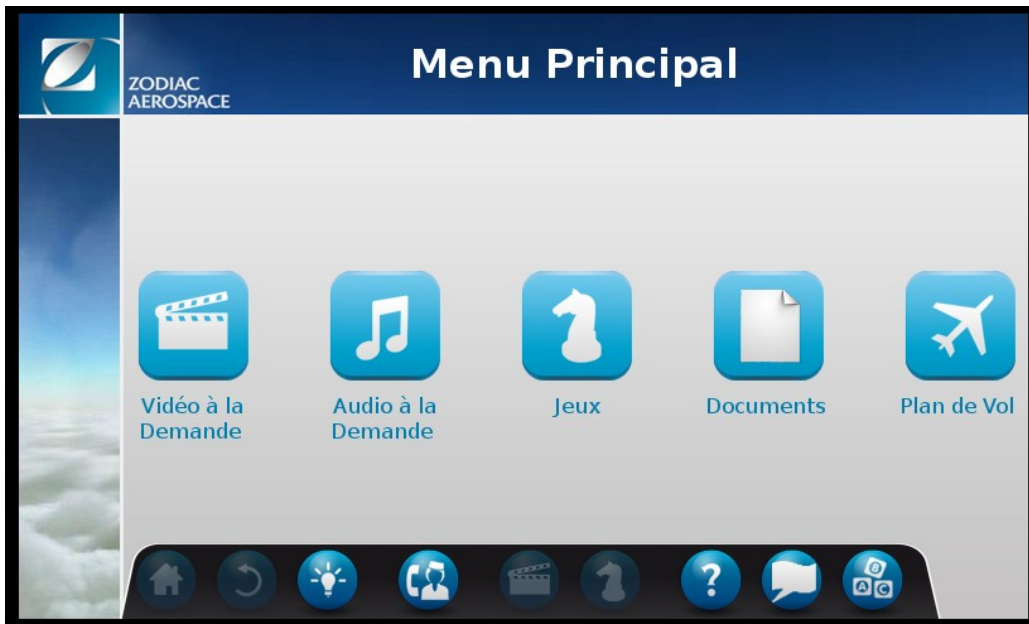 ZODIAC
AEROSPACE
Menu Principal
Vidéo à la
Demande
Audio à la
Demande
Jeux
Documents
Plan de Vol
?
B
A C